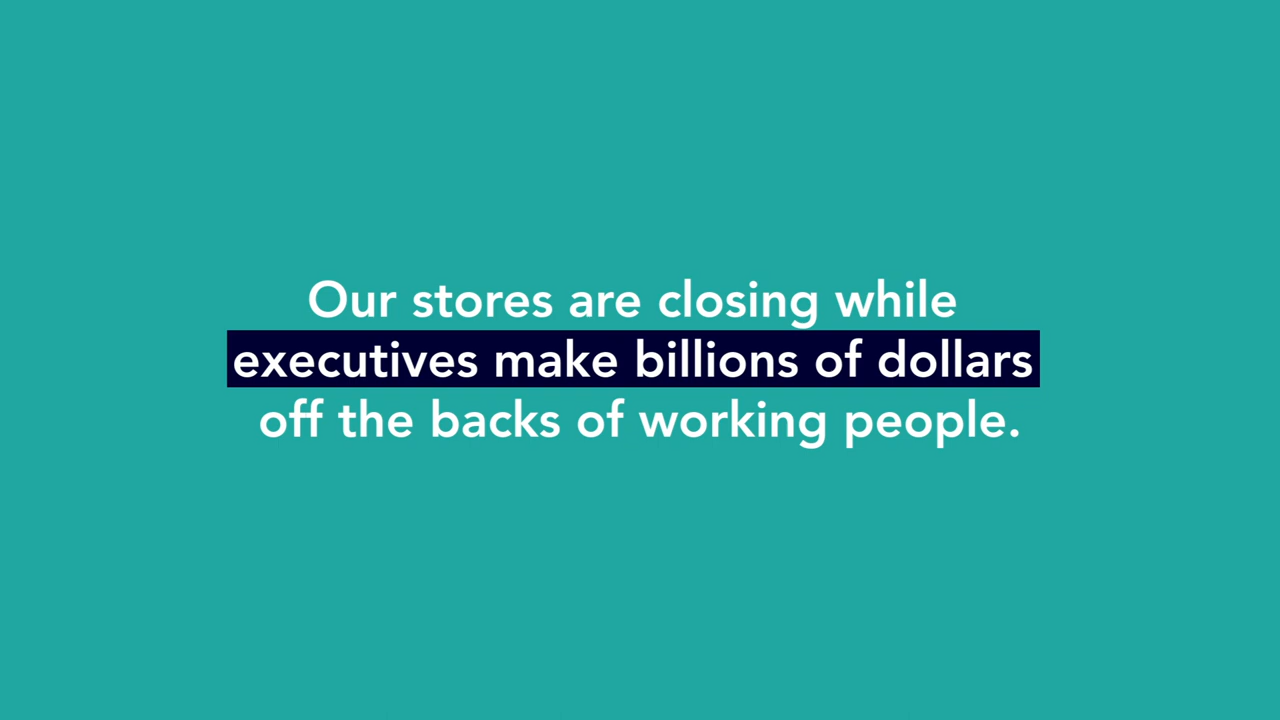 Our stores are closing while
executives make billions of dollars
off the backs of working people.